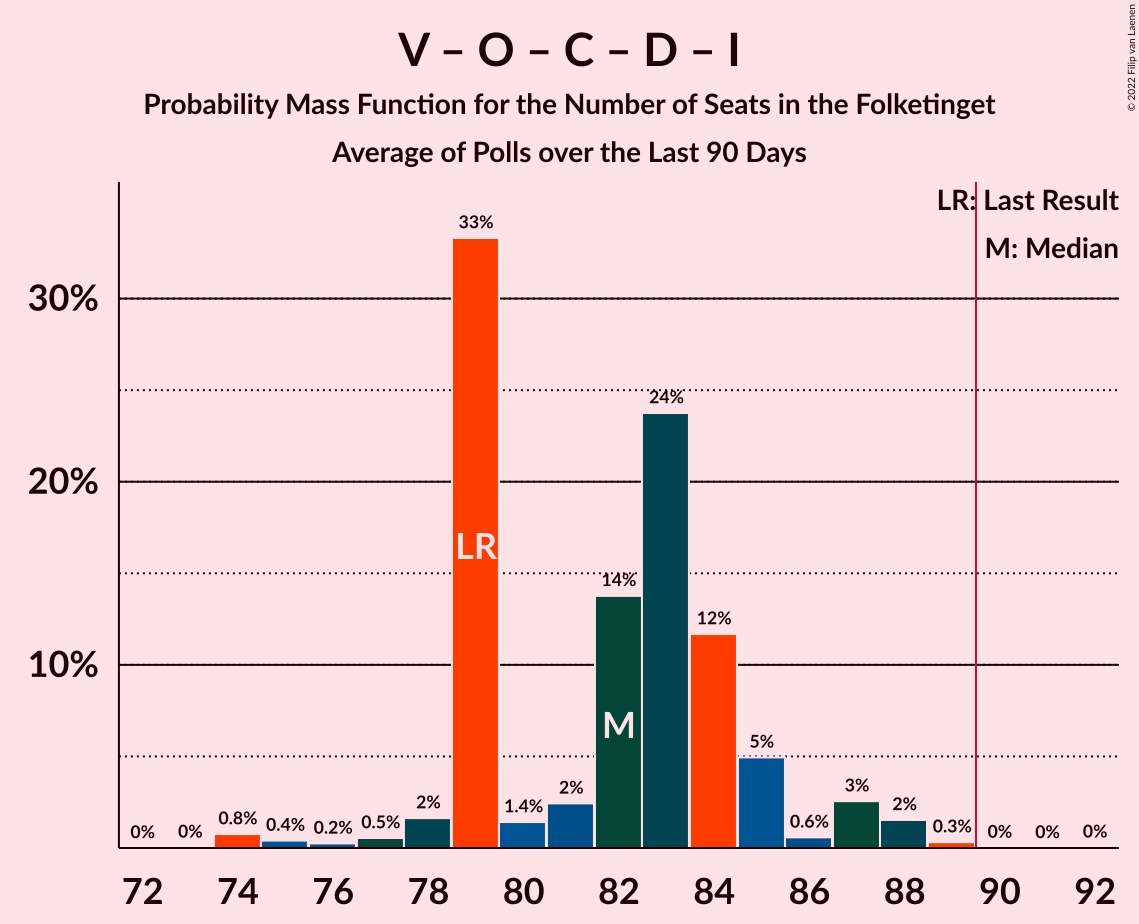 V – O – C – D – I
Probability Mass Function for the Number of Seats in the Folketinget
Average of Polls over the Last 90 Days
© 2022 Filip van Laenen
LR: Last Result
M: Median
30%
20%
10%
0%
0%
0.8%
0.4%
0.2%
0.5%
2%
33%
1.4%
2%
14%
24%
12%
5%
0.6%
3%
2%
0.3%
0%
0%
0%
LR
M
72 74 76 78 80 82 84 86 88 90 92